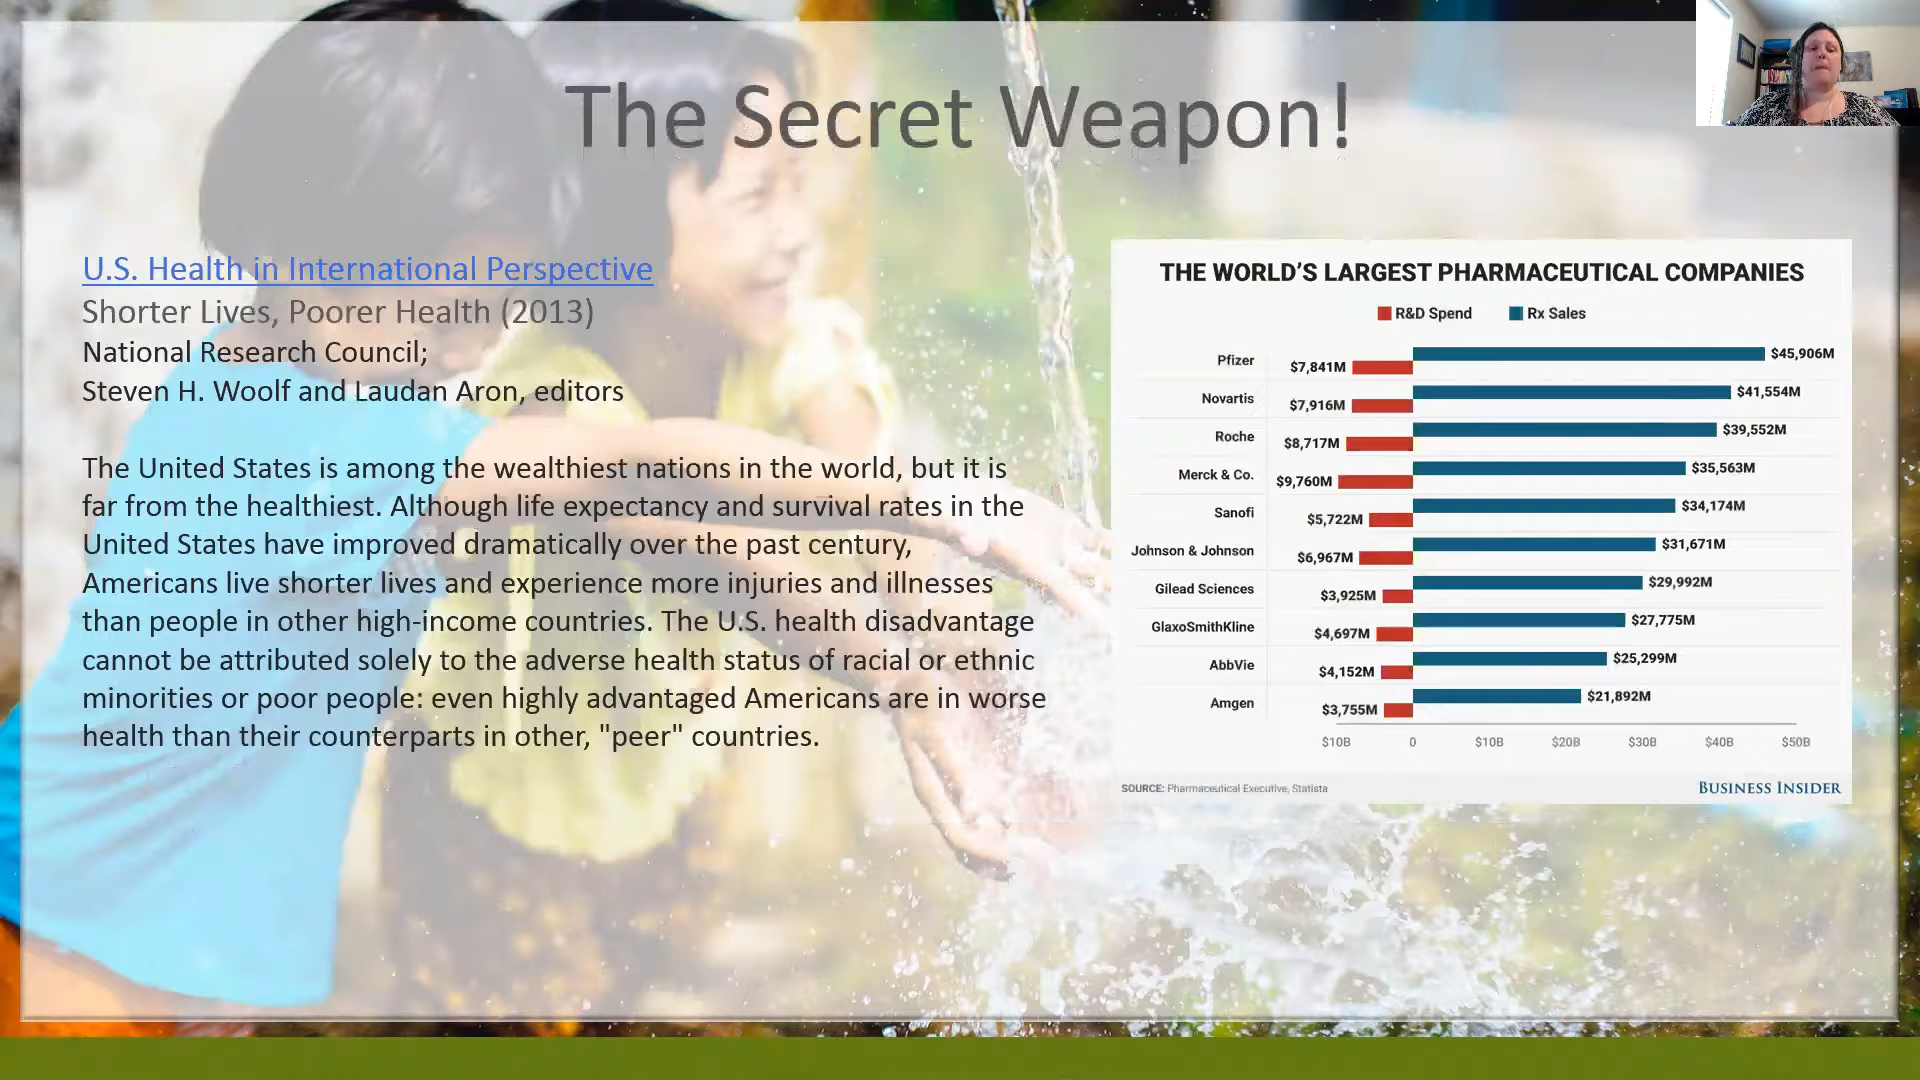 The Secret Weapon!
U.S. Health in International Perspective
Shorter Lives, Poorer Health (2013)
National Research Council;
Steven H. Woolf and Laudan Aron, editors
The United States is among the wealthiest nations in the world, but it is
far from the healthiest. Although life expectancy and survival rates in the
United States have improved dramatically over the past century,
Americans live shorter lives and experience more injuries and illnesses
than people in other high-income countries. The U.S. health disadvantage
cannot be attributed solely to the adverse health status of racial or ethnic
minorities or poor people: even highly advantaged Americans are in worse
health than their counterparts in other, "peer" countries.
THE WORLD'S LARGEST PHARMACEUTICAL COMPANIES
R&D Spend Rx Sales
Pfizer $7,841M $45,906M
Novartis $7,916M $41,554M
Roche $8,717M $39,552M
Merck & Co. $9,760M $35,563M
Sanofi $5,722M $34,174M
Johnson & Johnson $6,967M $31,671M
Gilead Sciences $3,925M $29,992M
GlaxoSmithKline $4,697M $27,775M
AbbVie $4,152M $25,299M
Amgen $3,755M $21,892M
$10B 0 $10B $20B $30B $40B $50B
SOURCE: Pharmaceutical Executive, Statista BUSINESS INSIDER